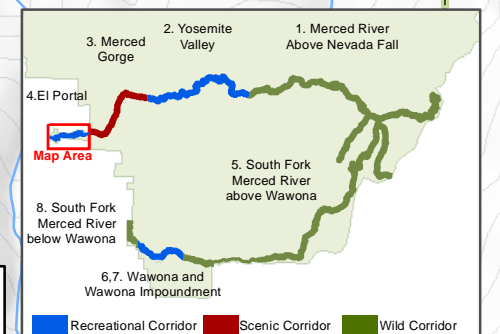 2. Yosemite
Valley
1. Merced River
Above Nevada Fall
3. Merced
Gorge
4.El Portal
Map Area
5. South Fork
Merced River
above Wawona
8. South Fork
Merced River
below Wawona
6,7. Wawona and
Wawona Impoundment
Recreational Corridor
Scenic Corridor
Wild Corridor